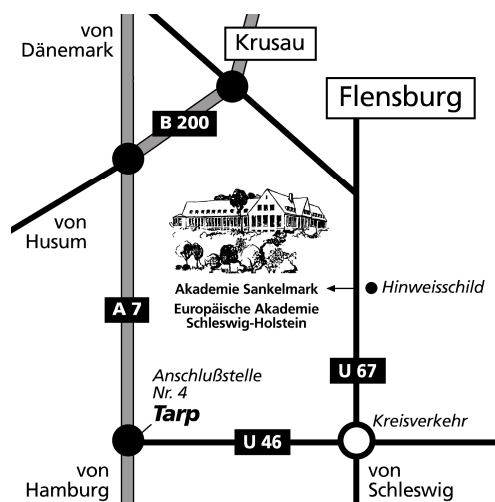 von
Dänemark
Krusau
Flensburg
B 200
von
Husum
Akademie Sankelmark
Europäische Akademie
Schleswig-Holstein
Hinweisschild
A 7
U 67
Anschlußstelle
Nr. 4
Tarp
Kreisverkehr
U 46
von
Hamburg
von
Schleswig